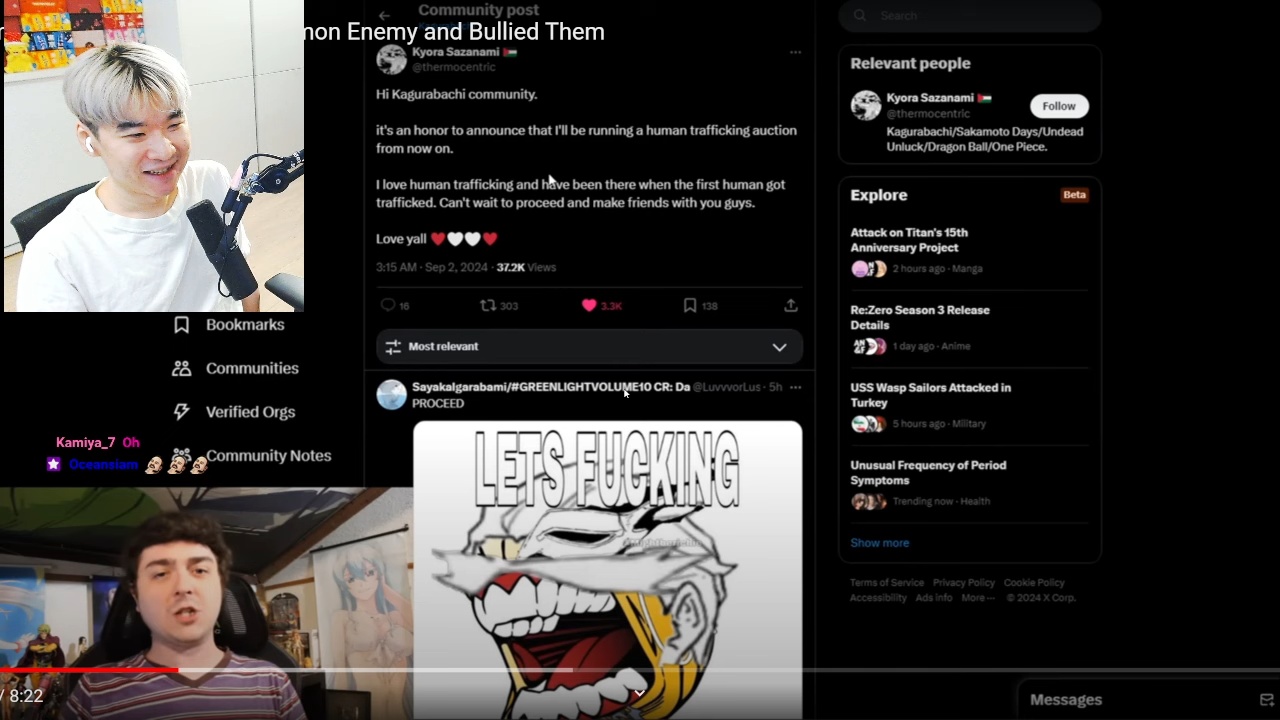 Community post
mon Enemy and Bullied Them
Kyora Sazanami
@thermocentric
Hi Kagurabachi community.
it's an honor to announce that I'll be running a human trafficking auction
from now on.
I love human trafficking and have been there when the first human got
trafficked. Can't wait to proceed and make friends with you guys.
Love yall ❤️🤍🤍❤️
3:15 AM · Sep 2, 2024 · 37.2K Views
16
303
3.3K
138
Most relevant
SayakaIgarabami/#GREENLIGHTVOLUME10 CR: Da @LuvvvorLus · 5h
PROCEED
LETS FUCKING
Bookmarks
Communities
Verified Orgs
Community Notes
Kamiya_7 Oh
Oceansiam
/ 8:22
Search
Relevant people
Kyora Sazanami
@thermocentric
Follow
Kagurabachi/Sakamoto Days/Undead
Unluck/Dragon Ball/One Piece.
Explore
Beta
Attack on Titan's 15th
Anniversary Project
2 hours ago · Manga
Re:Zero Season 3 Release
Details
1 day ago · Anime
USS Wasp Sailors Attacked in
Turkey
5 hours ago · Military
Unusual Frequency of Period
Symptoms
Trending now · Health
Show more
Terms of Service Privacy Policy Cookie Policy
Accessibility Ads info More ··· © 2024 X Corp.
Messages